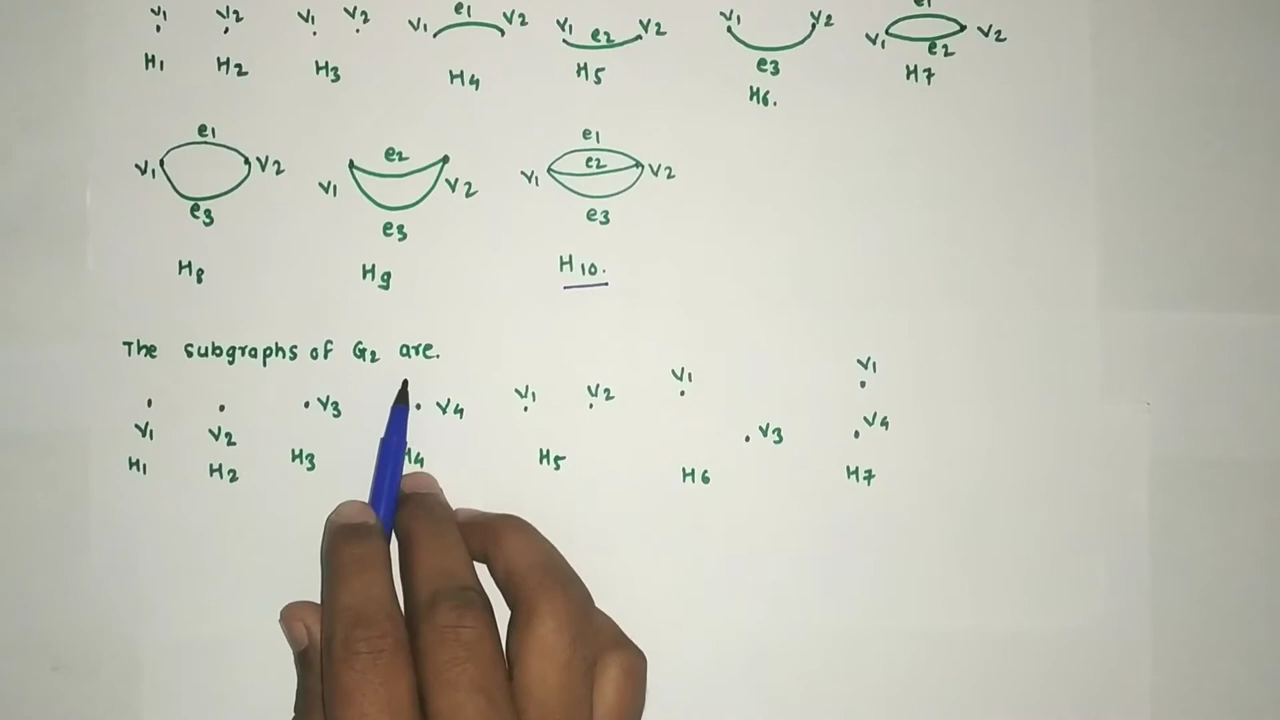 v1 v2 v1 v2 v1 e1 v2 v1 e2 v2 v1 v2 e1 v1 e2 v2
H1 H2 H3 H4 H5 e3 H7
H6.
e1 e2 e1
v1 v2 v1 v2 v1 e2 v2
e3 e3 e3
H8 H9 H10.
The subgraphs of G2 are.
v1 v2 v3 v4 v1 v2 v1 v3 v1 v4
H1 H2 H3 H4 H5 H6 H7